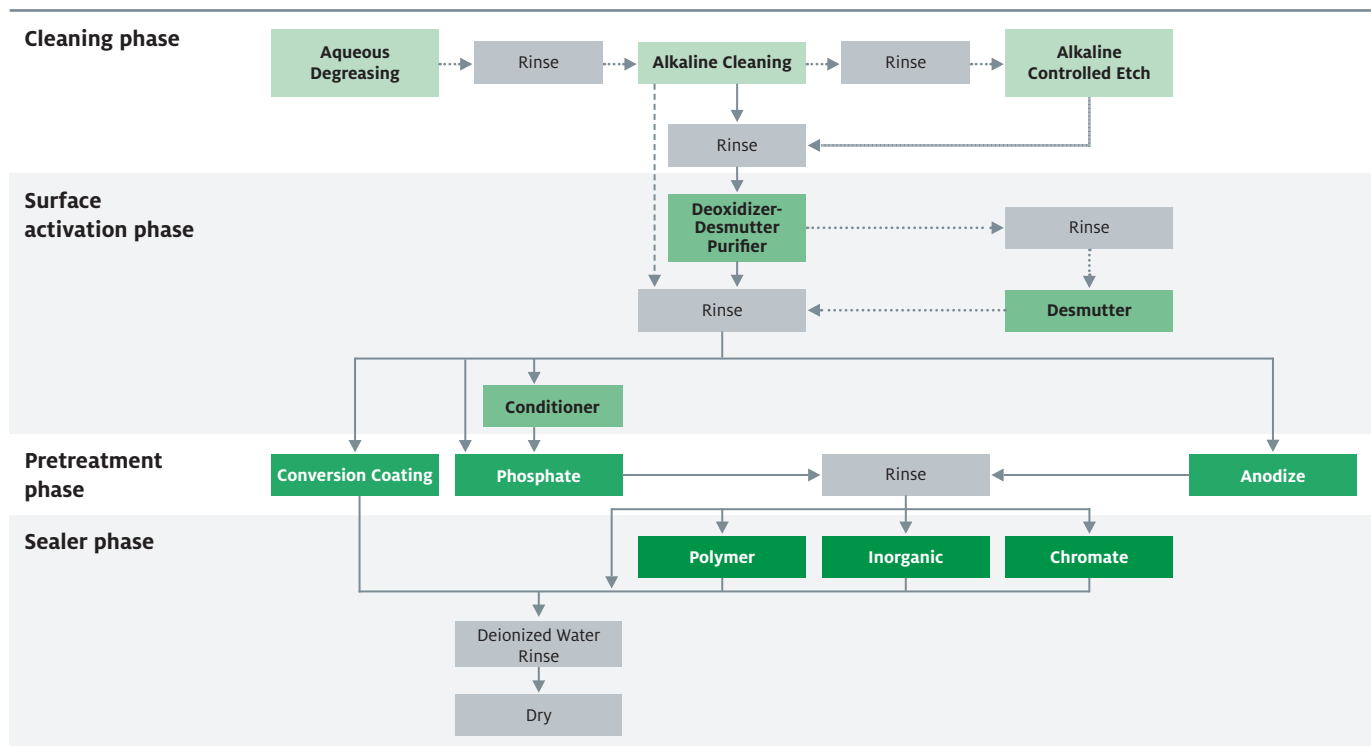 Cleaning phase
Aqueous
Degreasing
Rinse
Alkaline Cleaning
Rinse
Alkaline
Controlled Etch
Rinse
Surface
activation phase
Deoxidizer-
Desmutter
Purifier
Rinse
Rinse
Desmutter
Conditioner
Pretreatment
phase
Conversion Coating
Phosphate
Rinse
Anodize
Sealer phase
Polymer
Inorganic
Chromate
Deionized Water
Rinse
Dry